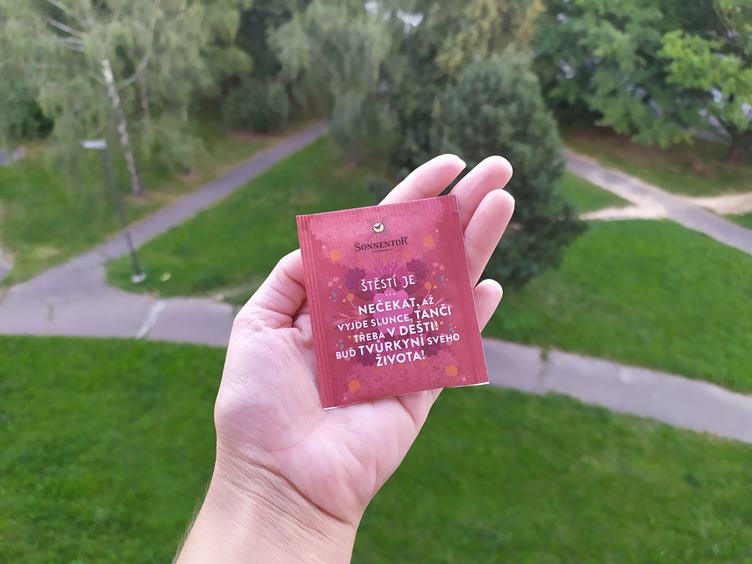 SONNENTOR
ŠTĚSTÍ JE
...
NEČEKAT, AŽ
VYJDE SLUNCE, TANČI
TŘEBA V DEŠTI!
BUĎ TVŮRKYNÍ SVÉHO
ŽIVOTA!